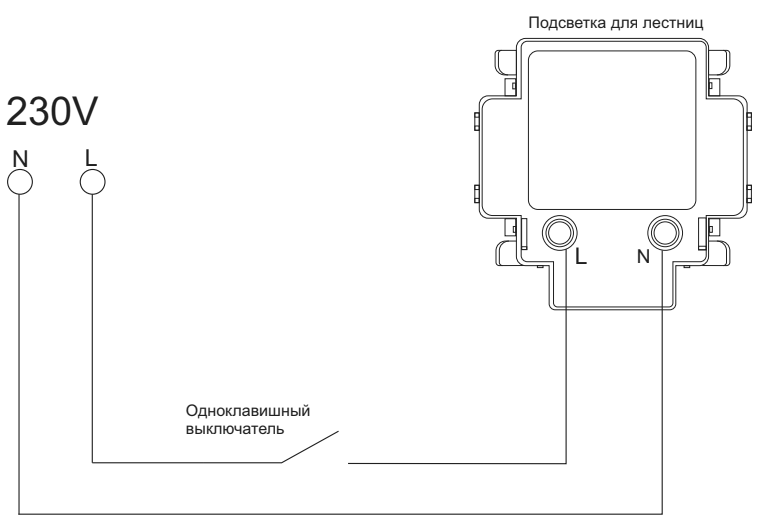 Подсветка для лестниц
230V
N L
L N
Одноклавишный
выключатель